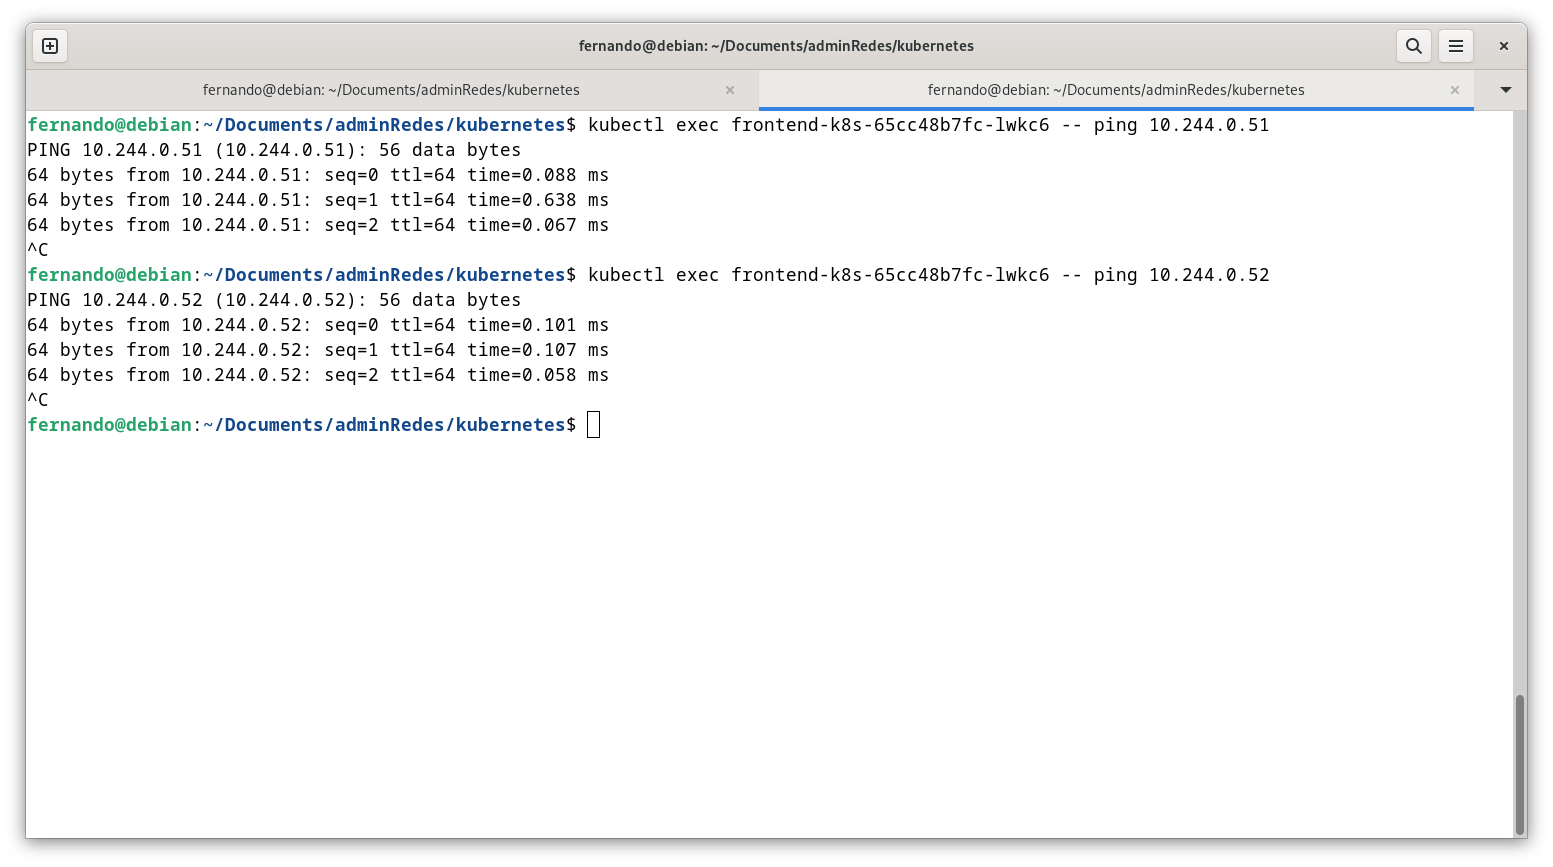 fernando@debian: ~/Documents/adminRedes/kubernetes
fernando@debian: ~/Documents/adminRedes/kubernetes
fernando@debian: ~/Documents/adminRedes/kubernetes
fernando@debian:~/Documents/adminRedes/kubernetes$ kubectl exec frontend-k8s-65cc48b7fc-lwkc6 -- ping 10.244.0.51
PING 10.244.0.51 (10.244.0.51): 56 data bytes
64 bytes from 10.244.0.51: seq=0 ttl=64 time=0.088 ms
64 bytes from 10.244.0.51: seq=1 ttl=64 time=0.638 ms
64 bytes from 10.244.0.51: seq=2 ttl=64 time=0.067 ms
^C
fernando@debian:~/Documents/adminRedes/kubernetes$ kubectl exec frontend-k8s-65cc48b7fc-lwkc6 -- ping 10.244.0.52
PING 10.244.0.52 (10.244.0.52): 56 data bytes
64 bytes from 10.244.0.52: seq=0 ttl=64 time=0.101 ms
64 bytes from 10.244.0.52: seq=1 ttl=64 time=0.107 ms
64 bytes from 10.244.0.52: seq=2 ttl=64 time=0.058 ms
^C
fernando@debian:~/Documents/adminRedes/kubernetes$